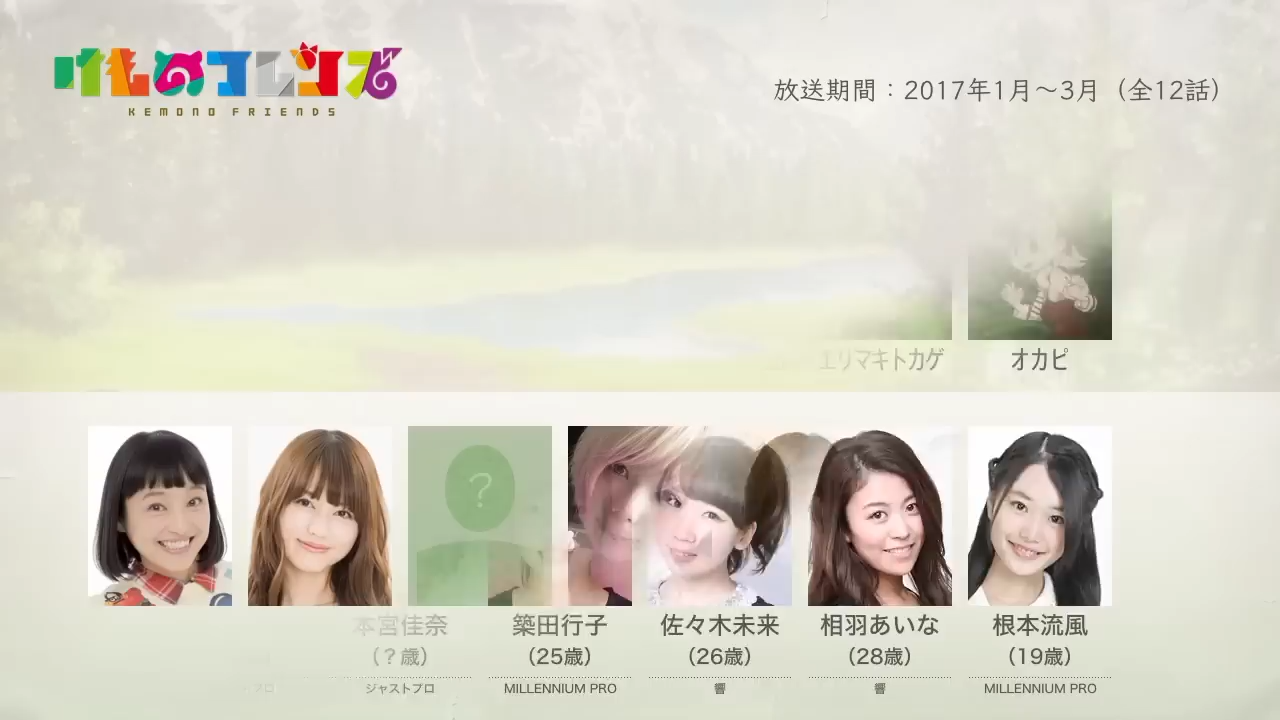 けものフレンズ
KEMONO FRIENDS
放送期間：2017年1月～3月（全12話）
エリマキトカゲ
オカピ
?
本宮佳奈
築田行子
佐々木未来
相羽あいな
根本流風
（？歳）
（25歳）
（26歳）
（28歳）
（19歳）
ジャストプロ
MILLENNIUM PRO
響
響
MILLENNIUM PRO